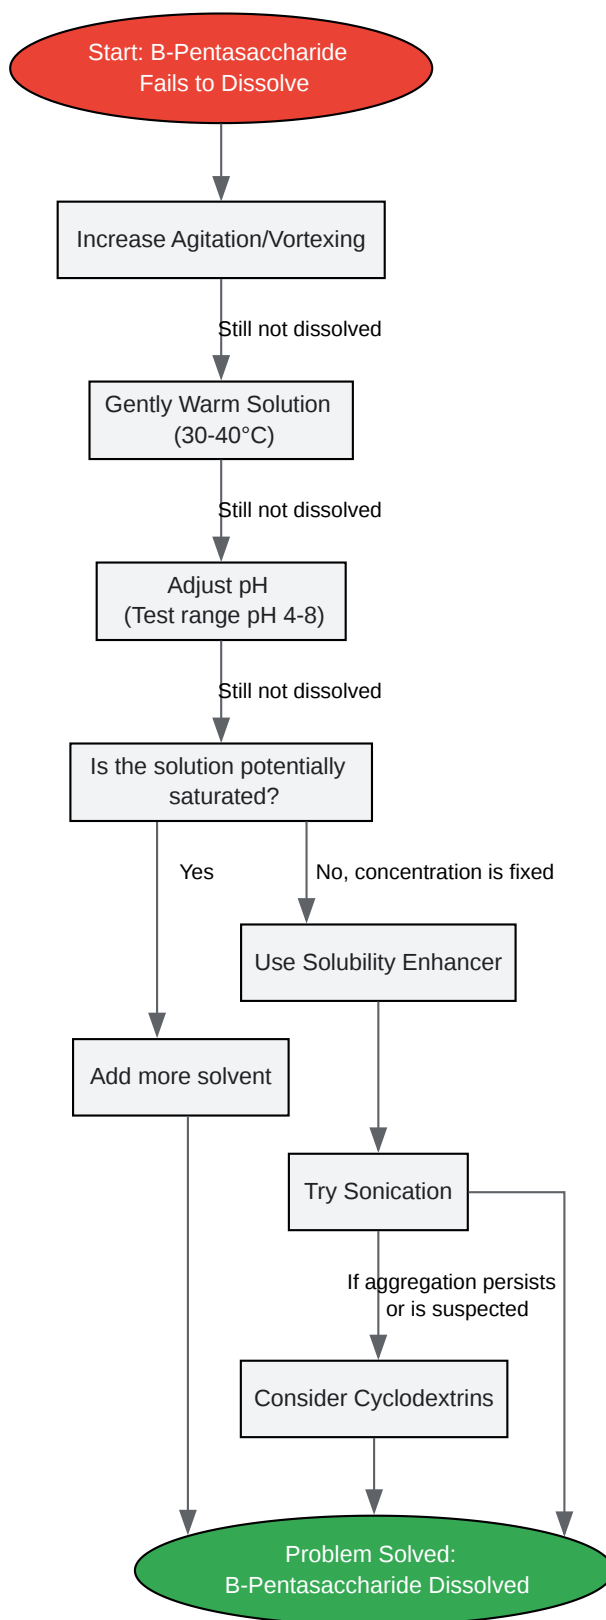 Start: B-Pentasaccharide
Fails to Dissolve
Increase Agitation/Vortexing
Still not dissolved
Gently Warm Solution
(30-40°C)
Still not dissolved
Adjust pH
(Test range pH 4-8)
Still not dissolved
Is the solution potentially
saturated?
Yes
No, concentration is fixed
Use Solubility Enhancer
Add more solvent
Try Sonication
If aggregation persists
or is suspected
Consider Cyclodextrins
Problem Solved:
B-Pentasaccharide Dissolved